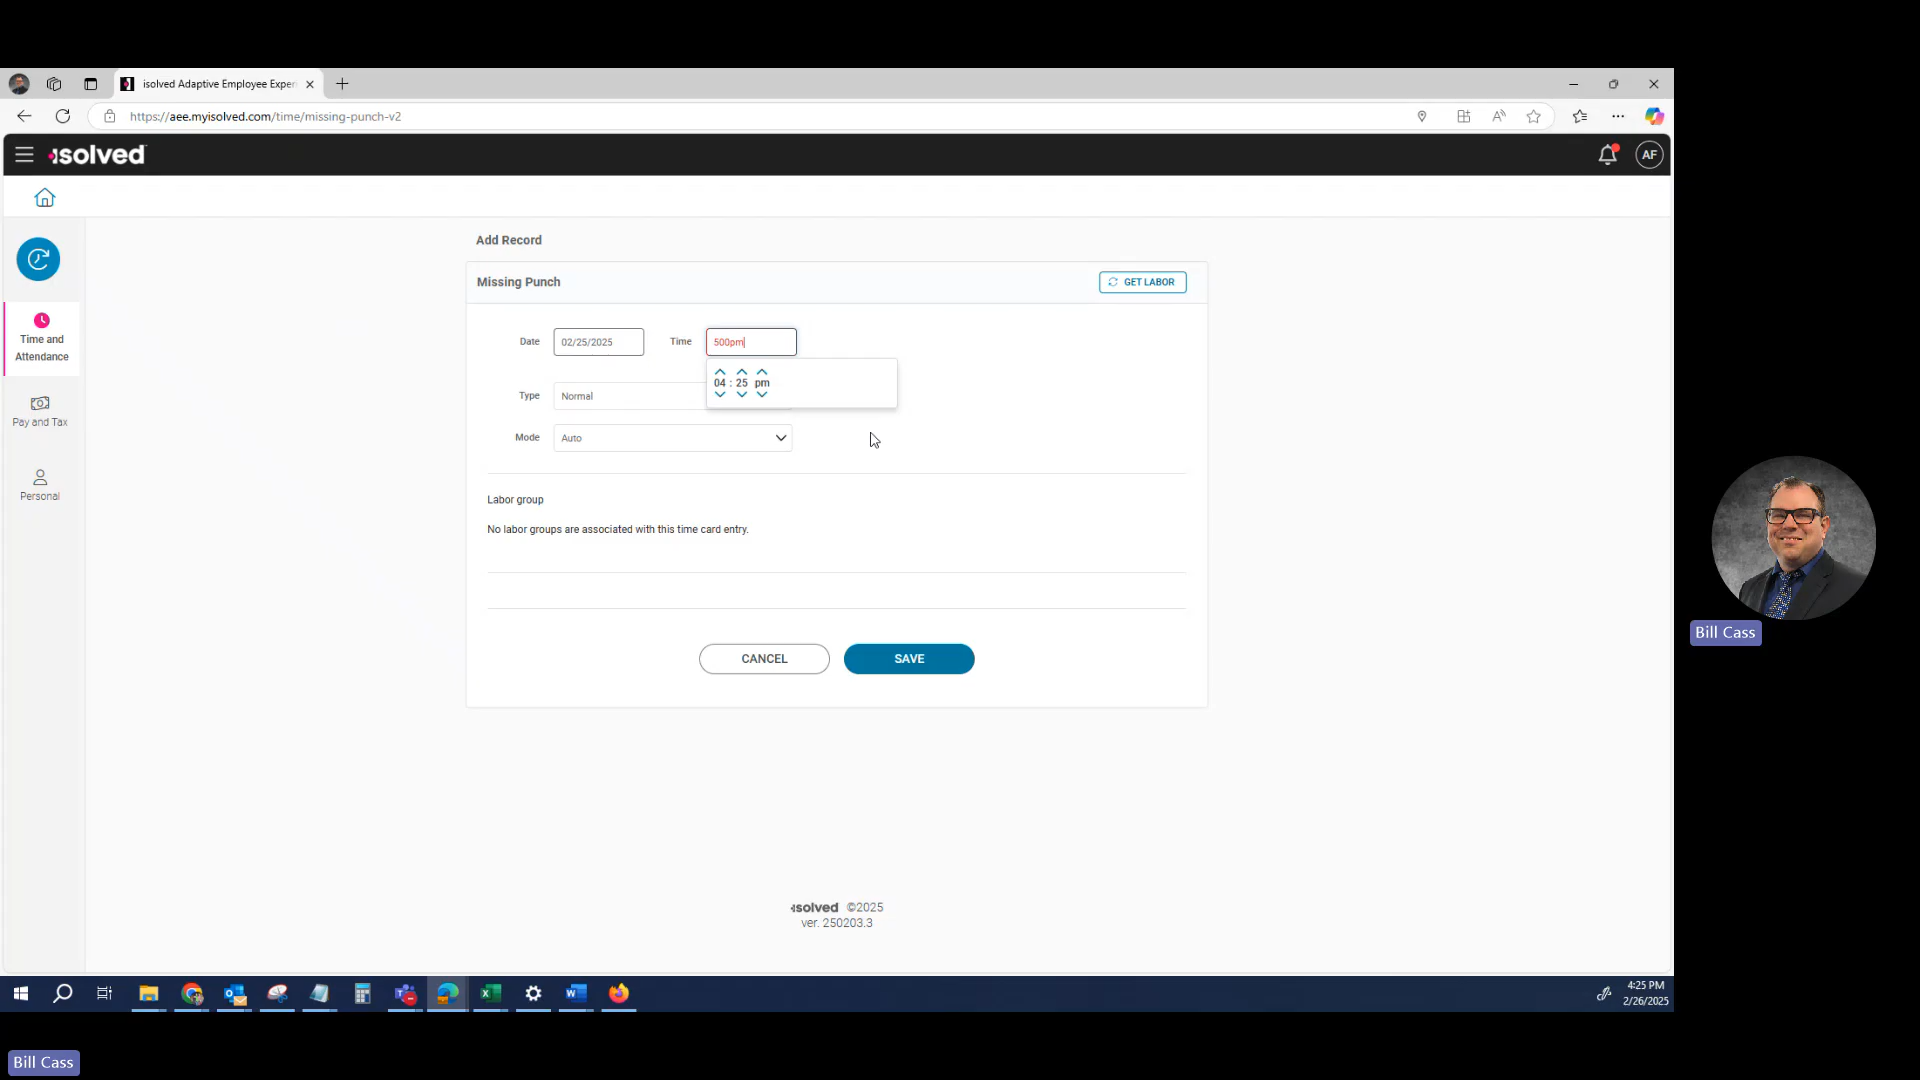 isolved Adaptive Employee Exper
https://aee.myisolved.com/time/missing-punch-v2
isolved
AF
Add Record
Missing Punch
GET LABOR
Time and
Attendance
Date
02/25/2025
Time
500pm
04 : 25 pm
Type
Normal
Pay and Tax
Mode
Auto
Personal
Labor group
No labor groups are associated with this time card entry.
CANCEL
SAVE
Bill Cass
isolved ©2025
ver. 250203.3
4:25 PM
2/26/2025
Bill Cass